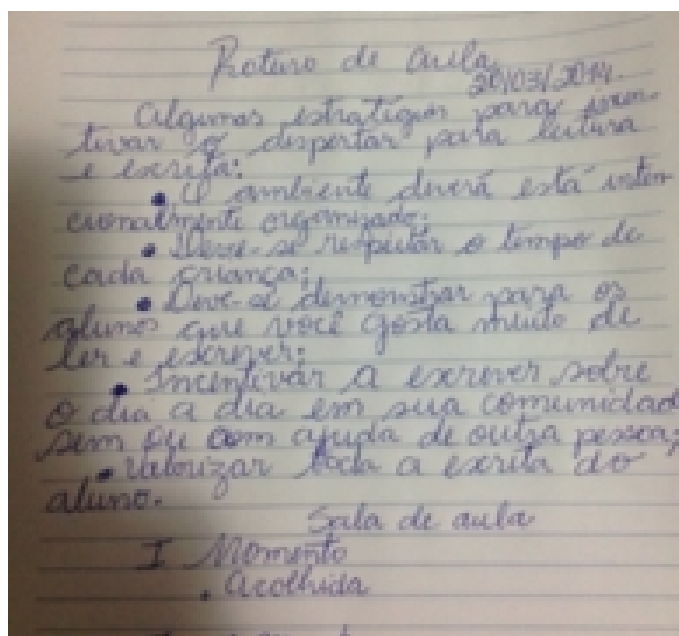 Roteiro de Aula
20/03/2014.
Algumas estratégias para incen-
tivar o despertar para leitura
e escrita:
• O ambiente deverá está inten
cionalmente organizado;
• Deve-se respeitar o tempo de
cada criança;
• Deve-se demonstrar para os
alunos que você gosta muito de
ler e escrever;
• Incentivar a escrever sobre
o dia a dia em sua comunidad
sem ou com ajuda de outra pessoa;
• Valorizar toda a escrita do
aluno.
Sala de aula
I Momento
. Acolhida